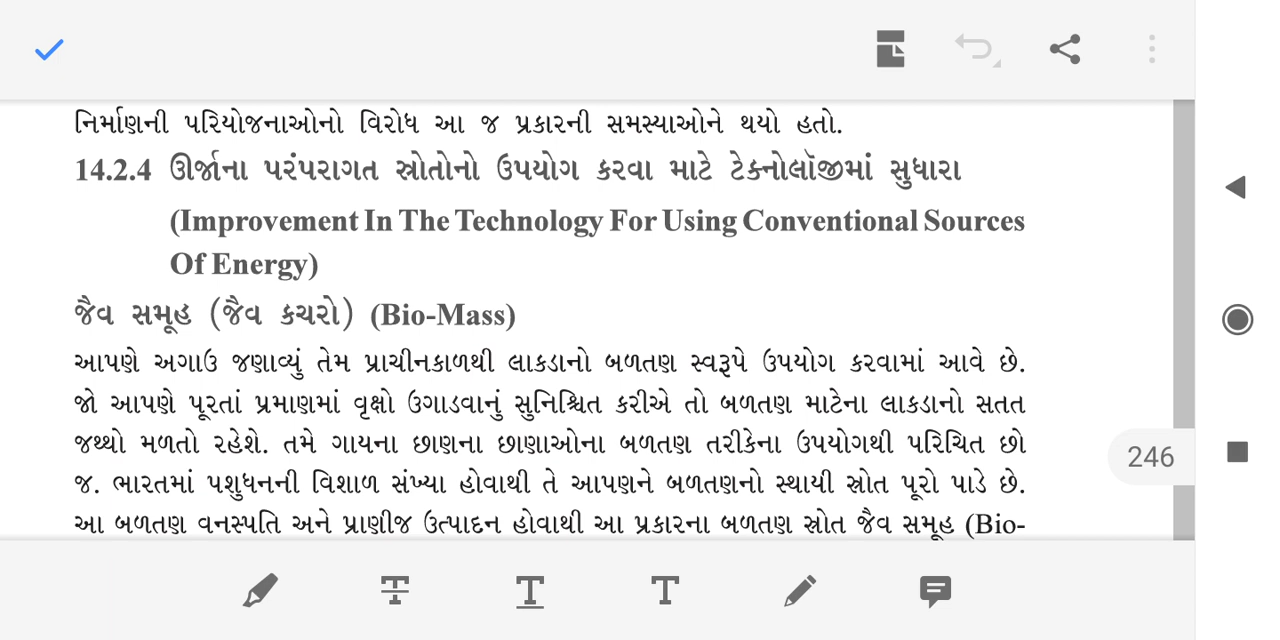 નિર્માણની પરિયોજનાઓનો વિરોધ આ જ પ્રકારની સમસ્યાઓને થયો હતો.
14.2.4 ઊર્જાના પરંપરાગત સ્રોતોનો ઉપયોગ કરવા માટે ટેક્નોલૉજીમાં સુધારા
(Improvement In The Technology For Using Conventional Sources
Of Energy)
જૈવ સમૂહ (જૈવ કચરો) (Bio-Mass)
આપણે અગાઉ જણાવ્યું તેમ પ્રાચીનકાળથી લાકડાનો બળતણ સ્વરૂપે ઉપયોગ કરવામાં આવે છે.
જો આપણે પૂરતાં પ્રમાણમાં વૃક્ષો ઉગાડવાનું સુનિશ્ચિત કરીએ તો બળતણ માટેના લાકડાનો સતત
જથ્થો મળતો રહેશે. તમે ગાયના છાણના છાણાઓના બળતણ તરીકેના ઉપયોગથી પરિચિત છો
જ. ભારતમાં પશુધનની વિશાળ સંખ્યા હોવાથી તે આપણને બળતણનો સ્થાયી સ્રોત પૂરો પાડે છે.
246
આ બળતણ વનસ્પતિ અને પ્રાણીજ ઉત્પાદન હોવાથી આ પ્રકારના બળતણ સ્રોત જૈવ સમૂહ (Bio-